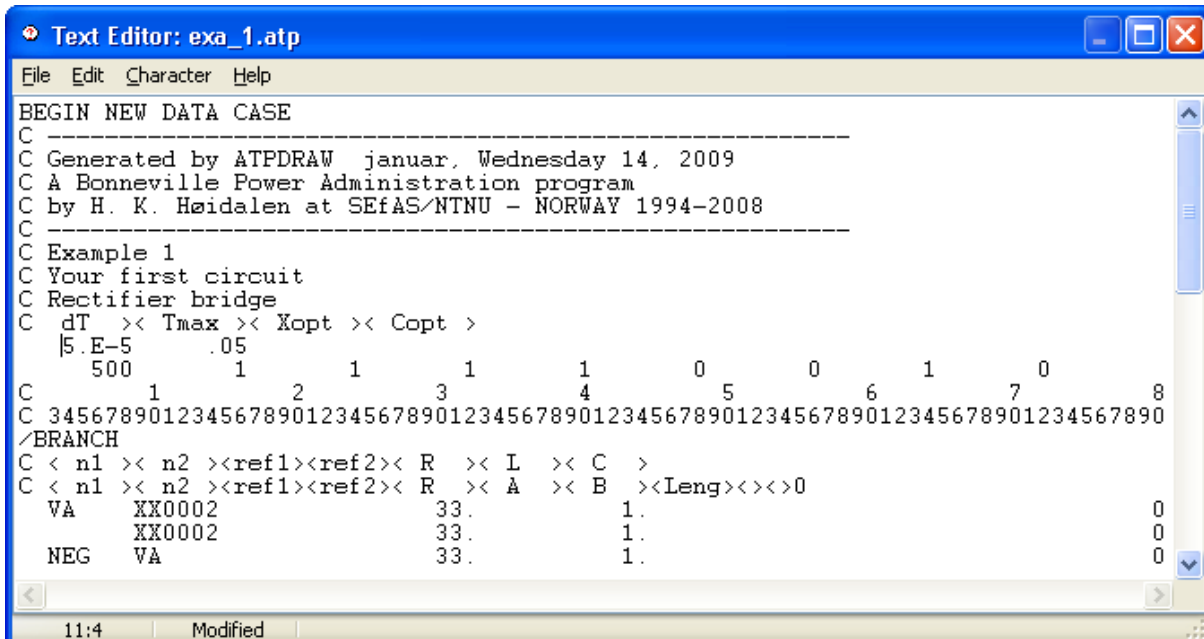 Text Editor: exa_1.atp
File Edit Character Help
BEGIN NEW DATA CASE
C --------------------------------------------------------
C Generated by ATPDRAW  januar, Wednesday 14, 2009
C A Bonneville Power Administration program
C by H. K. Høidalen at SEfAS/NTNU - NORWAY 1994-2008
C --------------------------------------------------------
C Example 1
C Your first circuit
C Rectifier bridge
C  dT  >< Tmax >< Xopt >< Copt >
   5.E-5     .05
     500       1       1       1       1       0       0       1       0
C        1         2         3         4         5         6         7         8
C 345678901234567890123456789012345678901234567890123456789012345678901234567890
/BRANCH
C < n1 >< n2 ><ref1><ref2>< R  >< L  >< C  >
C < n1 >< n2 ><ref1><ref2>< R  >< A  >< B  ><Leng><><>0
  VA    XX0002               33.          1.                                    0
        XX0002               33.          1.                                    0
  NEG   VA                   33.          1.                                    0
11:4 Modified